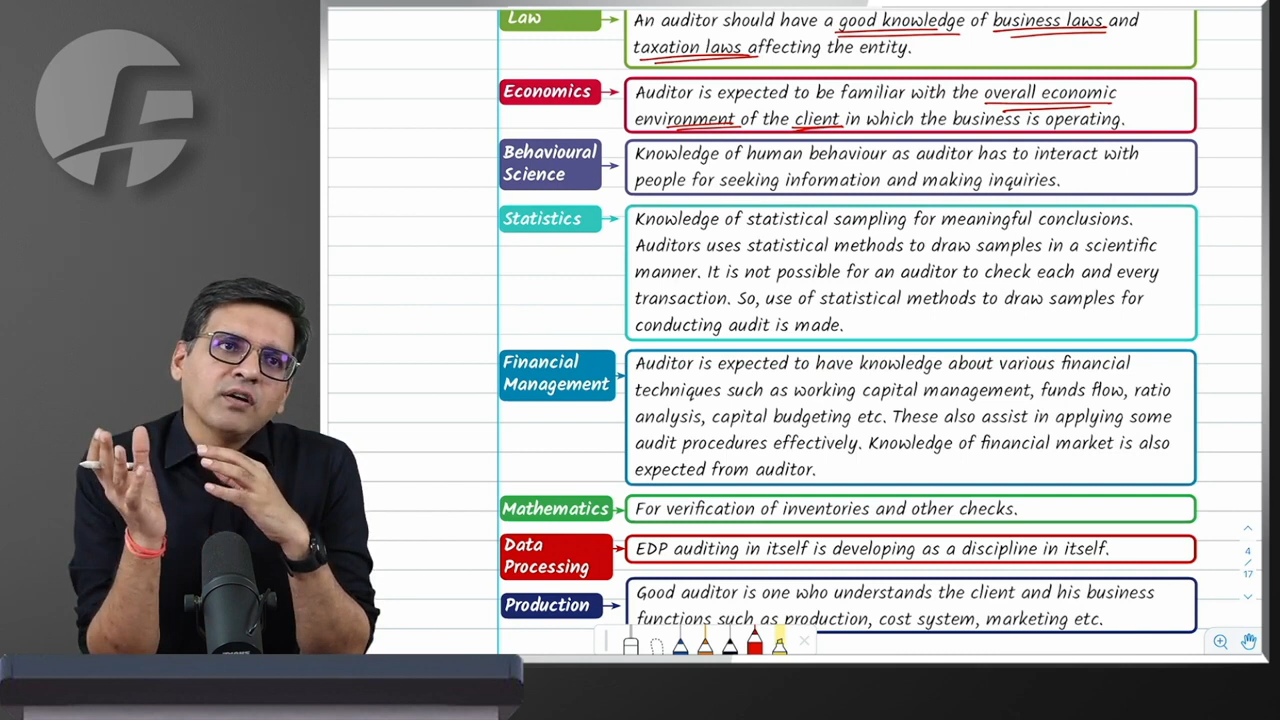 Law
An auditor should have a good knowledge of business laws and
taxation laws affecting the entity.
Economics
Auditor is expected to be familiar with the overall economic
environment of the client in which the business is operating.
Behavioural
Science
Knowledge of human behaviour as auditor has to interact with
people for seeking information and making inquiries.
Statistics
Knowledge of statistical sampling for meaningful conclusions.
Auditors uses statistical methods to draw samples in a scientific
manner. It is not possible for an auditor to check each and every
transaction. So, use of statistical methods to draw samples for
conducting audit is made.
Financial
Management
Auditor is expected to have knowledge about various financial
techniques such as working capital management, funds flow, ratio
analysis, capital budgeting etc. These also assist in applying some
audit procedures effectively. Knowledge of financial market is also
expected from auditor.
Mathematics
For verification of inventories and other checks.
Data
Processing
EDP auditing in itself is developing as a discipline in itself.
Production
Good auditor is one who understands the client and his business
functions such as production, cost system, marketing etc.
4
/
17